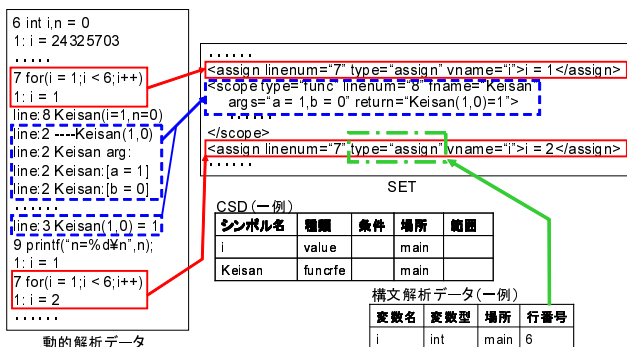 6 int i,n = 0
1: i = 24325703
・・・・・
7 for(i = 1;i < 6;i++)
1: i = 1
line:8 Keisan(i=1,n=0)
line:2 ----Keisan(1,0)
line:2 Keisan arg:
line:2 Keisan:[a = 1]
line:2 Keisan:[b = 0]
・・・・・・
line:3 Keisan(1,0) = 1
9 printf("n=%d¥n",n);
1: i = 1
7 for(i = 1;i < 6;i++)
1: i = 2
・・・・・・
動的解析データ
・・・・・・
<assign linenum="7" type="assign" vname="i">i = 1</assign>
<scope type="func" linenum="8" fname="Keisan"
args="a = 1,b = 0" return="Keisan(1,0)=1">
・・・・・・
</scope>
<assign linenum="7" type="assign" vname="i">i = 2</assign>
・・・・・・
SET
CSD(一例)
シンボル名 種類 条件 場所 範囲
i value main
Keisan funcrfe main
構文解析データ(一例)
変数名 変数型 場所 行番号
i int main 6